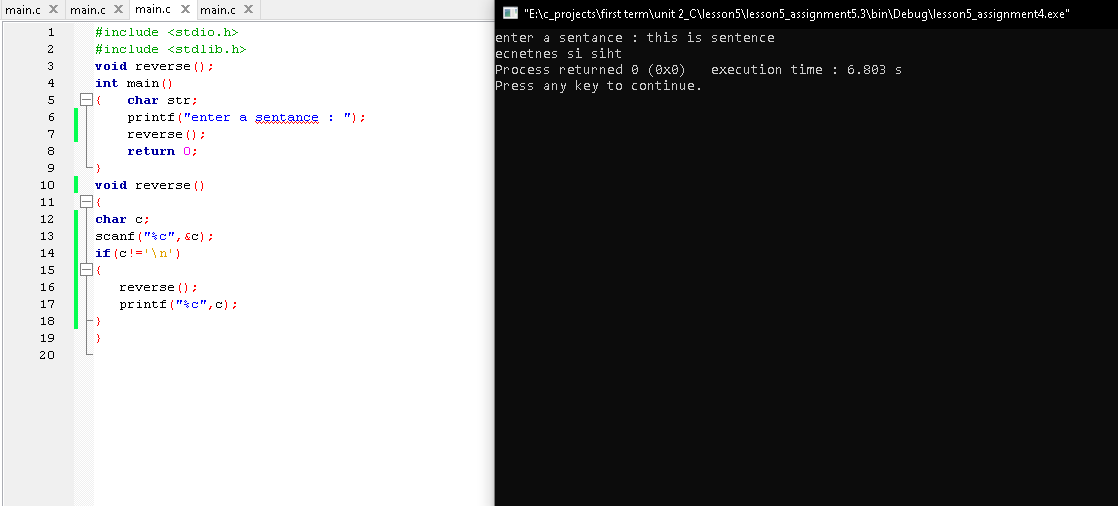 main.c X main.c X main.c X main.c X
1 #include <stdio.h>
2 #include <stdlib.h>
3 void reverse();
4 int main()
5 { char str;
6 printf("enter a sentance : ");
7 reverse();
8 return 0;
9 }
10 void reverse()
11 {
12 char c;
13 scanf("%c",&c);
14 if(c!='\n')
15 {
16 reverse();
17 printf("%c",c);
18 }
19 }
20
"E:\c_projects\first term\unit 2_C\lesson5\lesson5_assignment5.3\bin\Debug\lesson5_assignment4.exe"
enter a sentance : this is sentence
ecnetnes si siht
Process returned 0 (0x0)   execution time : 6.803 s
Press any key to continue.